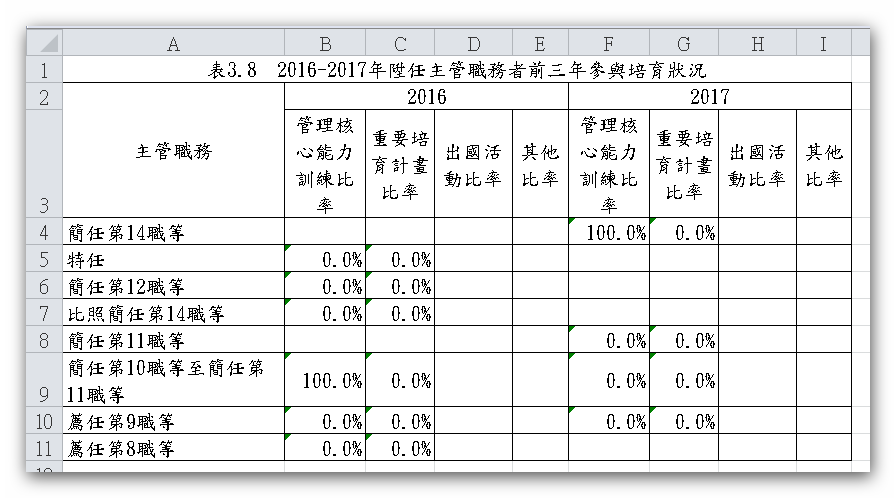 A B C D E F G H I
1 表3.8 2016-2017年陞任主管職務者前三年參與培育狀況
2 2016 2017
3 主管職務 管理核心能力訓練比率 重要培育計畫比率 出國活動比率 其他比率 管理核心能力訓練比率 重要培育計畫比率 出國活動比率 其他比率
4 簡任第14職等 100.0% 0.0%
5 特任 0.0% 0.0%
6 簡任第12職等 0.0% 0.0%
7 比照簡任第14職等 0.0% 0.0%
8 簡任第11職等 0.0% 0.0%
9 簡任第10職等至簡任第
11職等 100.0% 0.0% 0.0% 0.0%
10 薦任第9職等 0.0% 0.0% 0.0% 0.0%
11 薦任第8職等 0.0% 0.0%